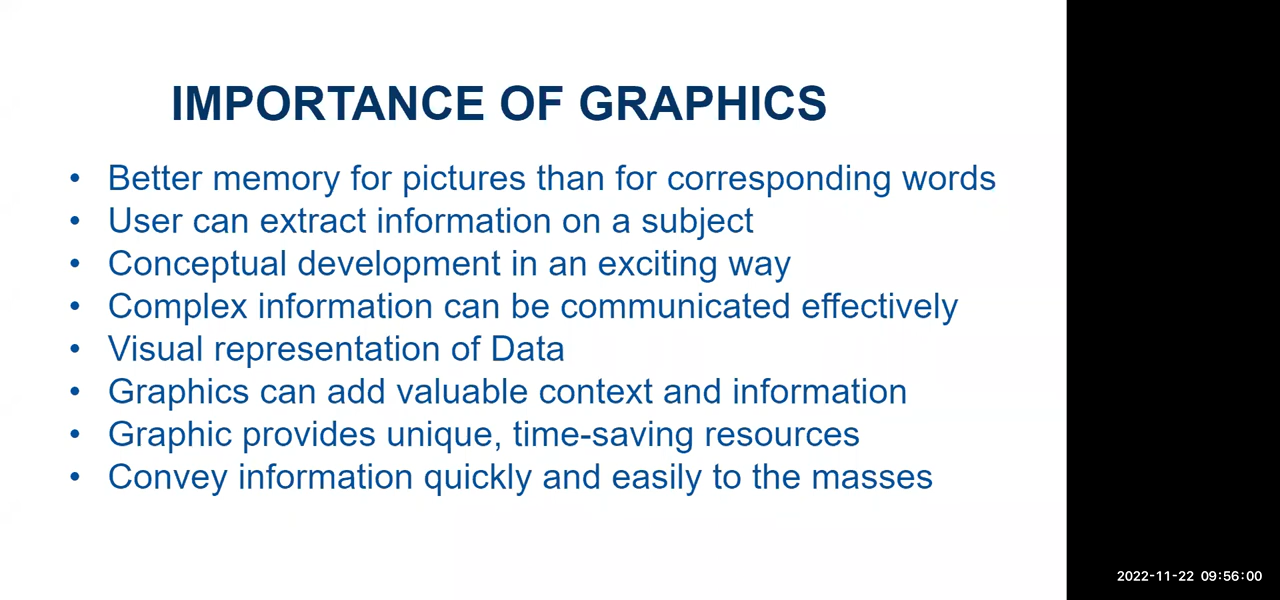 IMPORTANCE OF GRAPHICS
• Better memory for pictures than for corresponding words
• User can extract information on a subject
• Conceptual development in an exciting way
• Complex information can be communicated effectively
• Visual representation of Data
• Graphics can add valuable context and information
• Graphic provides unique, time-saving resources
• Convey information quickly and easily to the masses
2022-11-22 09:56:00